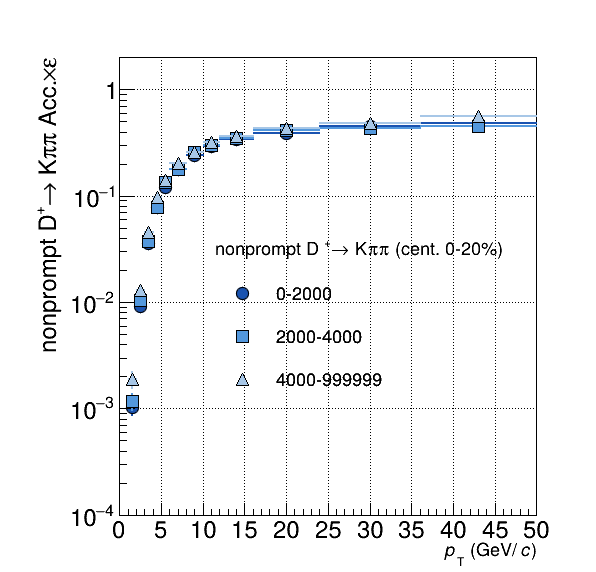 nonprompt D⁺→ Kππ Acc.×ε
1
10⁻¹
10⁻²
10⁻³
10⁻⁴
nonprompt D ⁺→ Kππ (cent. 0-20%)
0-2000
2000-4000
4000-999999
0 5 10 15 20 25 30 35 40 45 50
p_T (GeV/c)